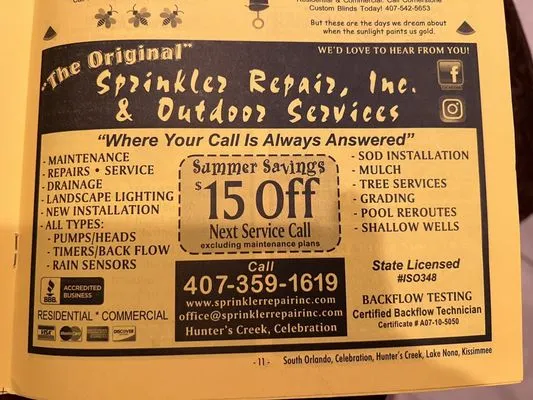 Residential & Commercial. Call Cornerstone
Custom Blinds Today! 407-542-5653
But these are the days we dream about
when the sunlight paints us gold.
"The Original"
WE'D LOVE TO HEAR FROM YOU!
Sprinkler Repair, Inc.
& Outdoor Services
"Where Your Call Is Always Answered"
- MAINTENANCE
- REPAIRS • SERVICE
- DRAINAGE
- LANDSCAPE LIGHTING
- NEW INSTALLATION
- ALL TYPES:
- PUMPS/HEADS
- TIMERS/BACK FLOW
- RAIN SENSORS
BBB
ACCREDITED
BUSINESS
RESIDENTIAL * COMMERCIAL
VISA
MasterCard
DISCOVER
Summer Savings
$15 Off
Next Service Call
excluding maintenance plans
Call
407-359-1619
www.sprinklerrepairinc.com
office@sprinklerrepairinc.com
Hunter's Creek, Celebration
- SOD INSTALLATION
- MULCH
- TREE SERVICES
- GRADING
- POOL REROUTES
- SHALLOW WELLS
State Licensed
#ISO348
BACKFLOW TESTING
Certified Backflow Technician
Certificate # A07-10-5050
- 11 -
South Orlando, Celebration, Hunter's Creek, Lake Nona, Kissimmee